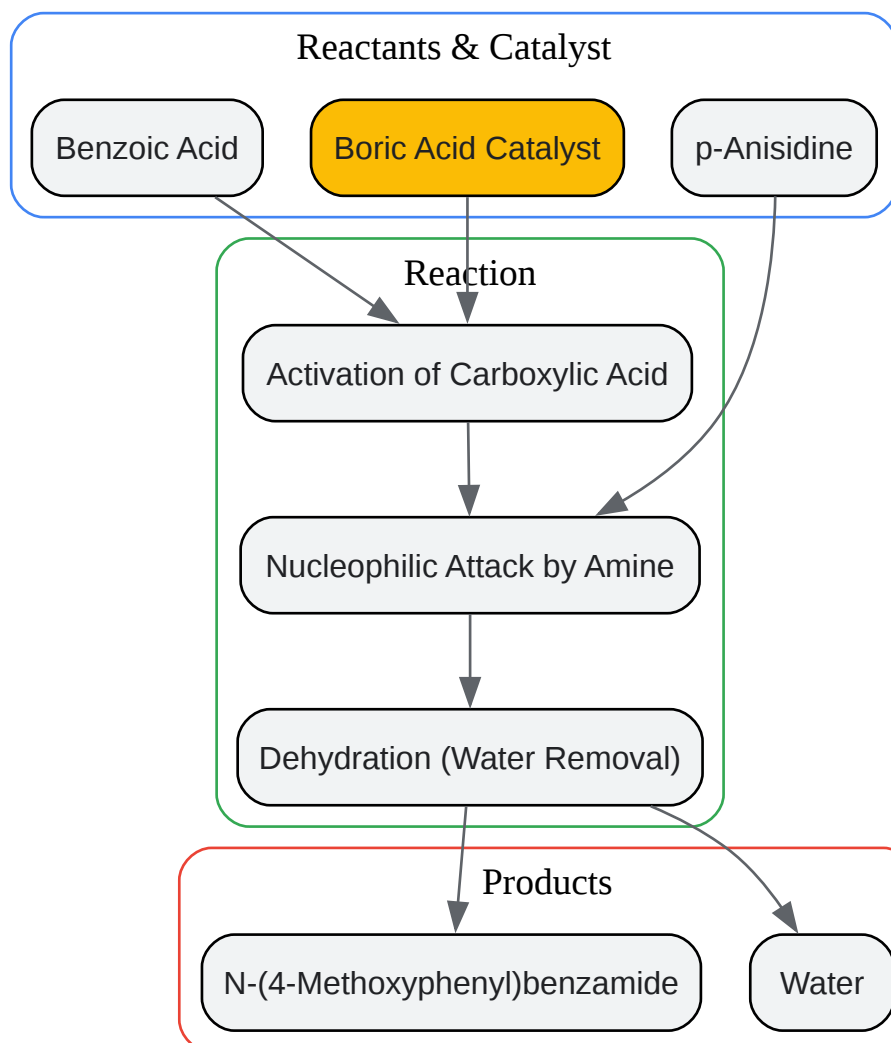 Reactants & Catalyst
Benzoic Acid
Boric Acid Catalyst
p-Anisidine
Reaction
Activation of Carboxylic Acid
Nucleophilic Attack by Amine
Dehydration (Water Removal)
Products
N-(4-Methoxyphenyl)benzamide
Water